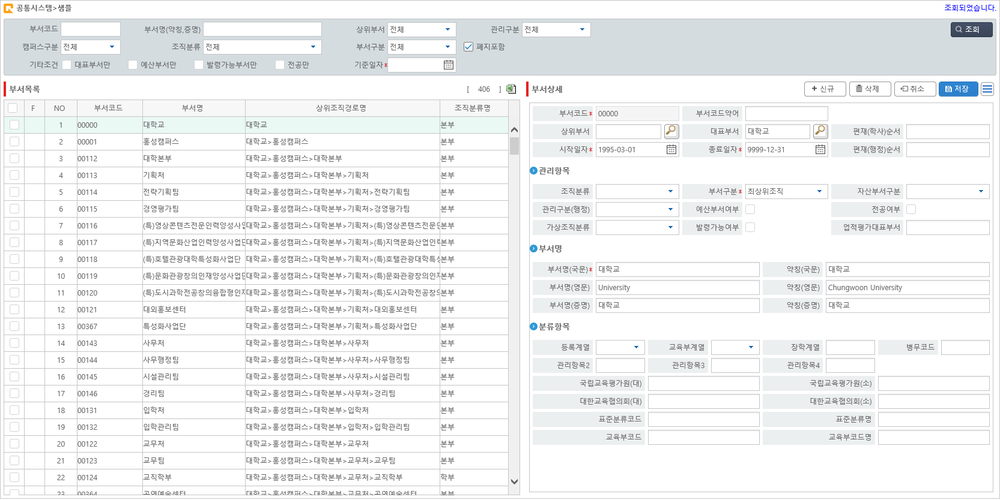 공통시스템>샘플
조회되었습니다.
부서코드 부서명(약칭,증명) 상위부서 전체 관리구분 전체 조회
캠퍼스구분 전체 조직분류 전체 부서구분 전체 폐지포함
기타조건 대표부서만 예산부서만 발령가능부서만 전공만 기준일자*
부서목록 [ 406 ]
F NO 부서코드 부서명 상위조직경로명 조직분류명
1 00000 대학교 대학교 본부
2 00001 홍성캠퍼스 대학교>홍성캠퍼스 본부
3 00112 대학본부 대학교>홍성캠퍼스>대학본부 본부
4 00113 기획처 대학교>홍성캠퍼스>대학본부>기획처 본부
5 00114 전략기획팀 대학교>홍성캠퍼스>대학본부>기획처>전략기획팀 본부
6 00115 경영평가팀 대학교>홍성캠퍼스>대학본부>기획처>경영평가팀 본부
7 00116 (특)영상콘텐츠전문인력양성사업 대학교>홍성캠퍼스>대학본부>기획처>(특)영상콘텐츠전문인 본부
8 00117 (특)지역문화산업인력양성사업단 대학교>홍성캠퍼스>대학본부>기획처>(특)지역문화산업인력 본부
9 00118 (특)호텔관광대학특성화사업단 대학교>홍성캠퍼스>대학본부>기획처>(특)호텔관광대학특성 본부
10 00119 (특)문화관광창의인재양성사업단 대학교>홍성캠퍼스>대학본부>기획처>(특)문화관광창의인재 본부
11 00120 (특)도시과학전공창의융합형인재 대학교>홍성캠퍼스>대학본부>기획처>(특)도시과학전공창의 본부
12 00121 대외홍보센터 대학교>홍성캠퍼스>대학본부>기획처>대외홍보센터 본부
13 00367 특성화사업단 대학교>홍성캠퍼스>대학본부>기획처>특성화사업단 본부
14 00143 사무처 대학교>홍성캠퍼스>대학본부>사무처 본부
15 00144 사무행정팀 대학교>홍성캠퍼스>대학본부>사무처>사무행정팀 본부
16 00145 시설관리팀 대학교>홍성캠퍼스>대학본부>사무처>시설관리팀 본부
17 00146 경리팀 대학교>홍성캠퍼스>대학본부>사무처>경리팀 본부
18 00131 입학처 대학교>홍성캠퍼스>대학본부>입학처 본부
19 00132 입학관리팀 대학교>홍성캠퍼스>대학본부>입학처>입학관리팀 본부
20 00122 교무처 대학교>홍성캠퍼스>대학본부>교무처 본부
21 00123 교무팀 대학교>홍성캠퍼스>대학본부>교무처>교무팀 본부
22 00124 교직학부 대학교>홍성캠퍼스>대학본부>교무처>교직학부 학부
23 00364 공연예술센터 대학교>홍성캠퍼스>대학본부>교무처>공연예술센터 본부
부서상세 신규 삭제 취소 저장
부서코드* 00000 부서코드약어
상위부서 대표부서 대학교 편재(학사)순서
시작일자* 1995-03-01 종료일자* 9999-12-31 편재(행정)순서
관리항목
조직분류 부서구분* 최상위조직 자산부서구분
관리구분(행정) 예산부서여부 전공여부
가상조직분류 발령가능여부 업적평가대표부서
부서명
부서명(국문)* 대학교 약칭(국문) 대학교
부서명(영문) University 약칭(영문) Chungwoon University
부서명(증명) 대학교 약칭(증명) 대학교
분류항목
등록계열 교육부계열 장학계열 병무코드
관리항목2 관리항목3 관리항목4
국립교육평가원(대) 국립교육평가원(소)
대한교육협의회(대) 대한교육협의회(소)
표준분류코드 표준분류명
교육부코드 교육부코드명